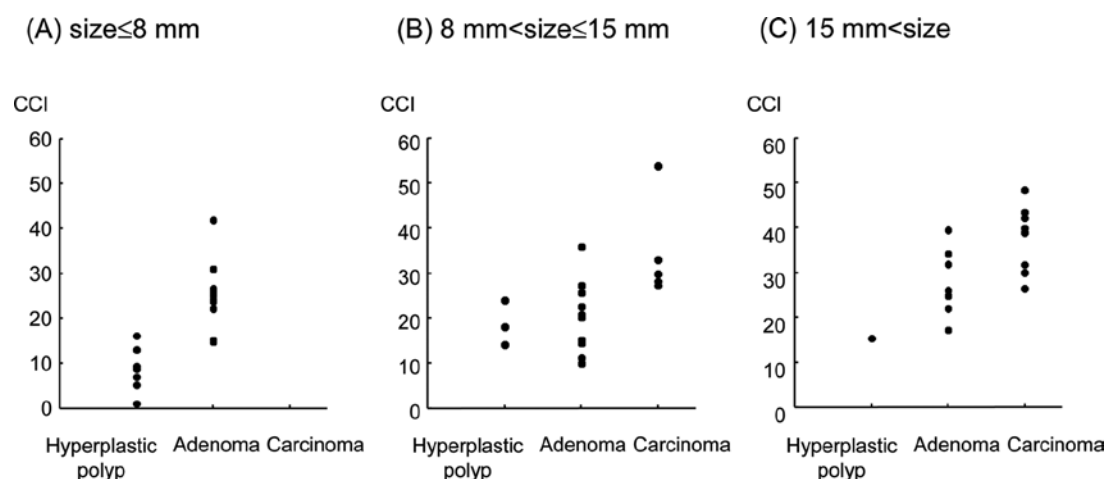 (A) size≤8 mm
(B) 8 mm<size≤15 mm
(C) 15 mm<size
CCI
60
50
40
30
20
10
0
Hyperplastic
polyp
Adenoma
Carcinoma
CCI
60
50
40
30
20
10
0
Hyperplastic
polyp
Adenoma
Carcinoma
CCI
60
50
40
30
20
10
0
Hyperplastic
polyp
Adenoma
Carcinoma